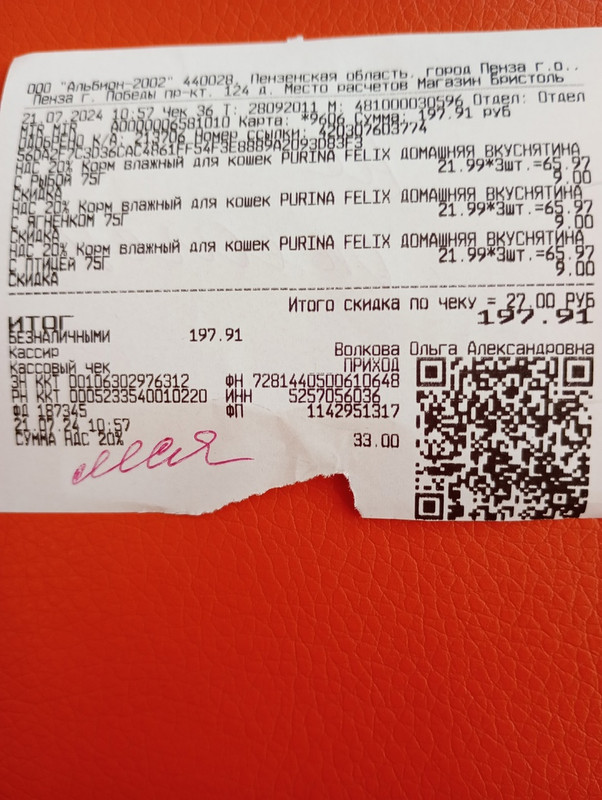 ООО "Альбион-2002" 440028, Пензенская область, город Пенза г.о.,
Пенза г. Победы пр-кт. 124 д. Место расчетов Магазин Бристоль
21.07.2024 10:57 Чек 36 Т: 28092011 М: 481000030596 Отдел: Отдел
MIR MIR A0000006581010 Карта: *9606 СУММА: 197.91 РУБ
ОДОБРЕНО К/А: Номер ссылки: 420307603774
НДС 20% Корм влажный для кошек PURINA FELIX ДОМАШНЯЯ ВКУСНЯТИНА
С РЫБОЙ 75Г 21.99*3шт.=65.97
СКИДКА 9.00
НДС 20% Корм влажный для кошек PURINA FELIX ДОМАШНЯЯ ВКУСНЯТИНА
С ЯГНЕНКОМ 75Г 21.99*3шт.=65.97
СКИДКА 9.00
НДС 20% Корм влажный для кошек PURINA FELIX ДОМАШНЯЯ ВКУСНЯТИНА
С ПТИЦЕЙ 75Г 21.99*3шт.=65.97
СКИДКА 9.00
Итого скидка по чеку = 27.00 РУБ
ИТОГ 197.91
БЕЗНАЛИЧНЫМИ 197.91
Кассир Волкова Ольга Александровна
Кассовый чек ПРИХОД
ЗН ККТ 00106302976312 ФН 7281440500610648
РН ККТ 0005233540010220 ИНН 5257056036
ФД 187345 ФП 1142951317
21.07.24 10:57
СУММА НДС 20% 33.00